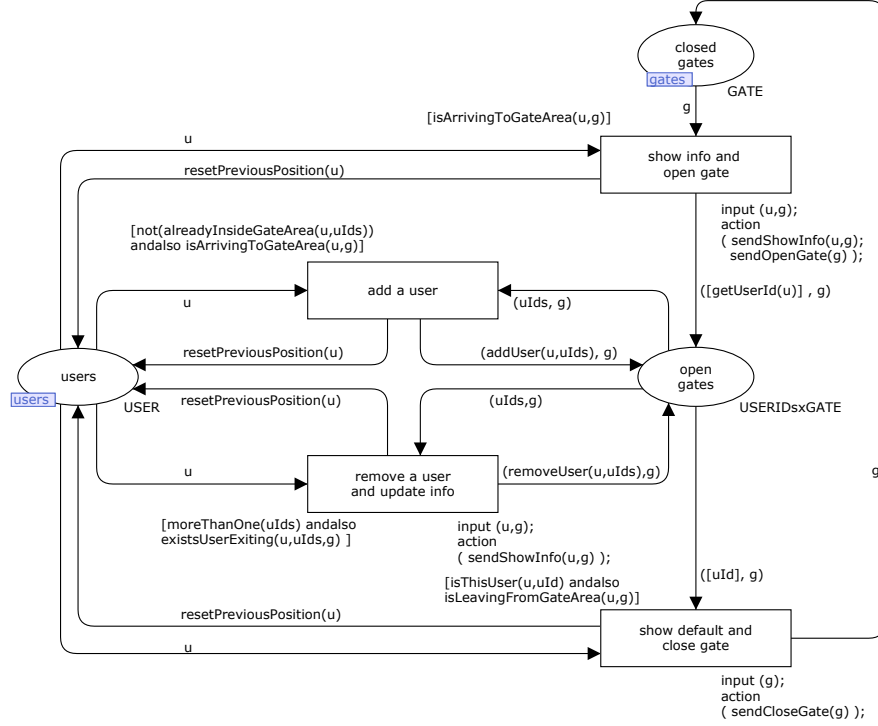 closed
gates
gates
GATE
g
[isArrivingToGateArea(u,g)]
u
show info and
open gate
resetPreviousPosition(u)
input (u,g);
action
( sendShowInfo(u,g);
sendOpenGate(g) );
[not(alreadyInsideGateArea(u,uIds))
andalso isArrivingToGateArea(u,g)]
add a user
u
(uIds, g)
([getUserId(u)] , g)
resetPreviousPosition(u)
(addUser(u,uIds), g)
users
users
USER
open
gates
USERIDsxGATE
resetPreviousPosition(u)
(uIds,g)
u
remove a user
and update info
(removeUser(u,uIds),g)
g
[moreThanOne(uIds) andalso
existsUserExiting(u,uIds,g) ]
input (u,g);
action
( sendShowInfo(u,g) );
[isThisUser(u,uId) andalso
isLeavingFromGateArea(u,g)]
([uId], g)
resetPreviousPosition(u)
u
show default and
close gate
input (g);
action
( sendCloseGate(g) );